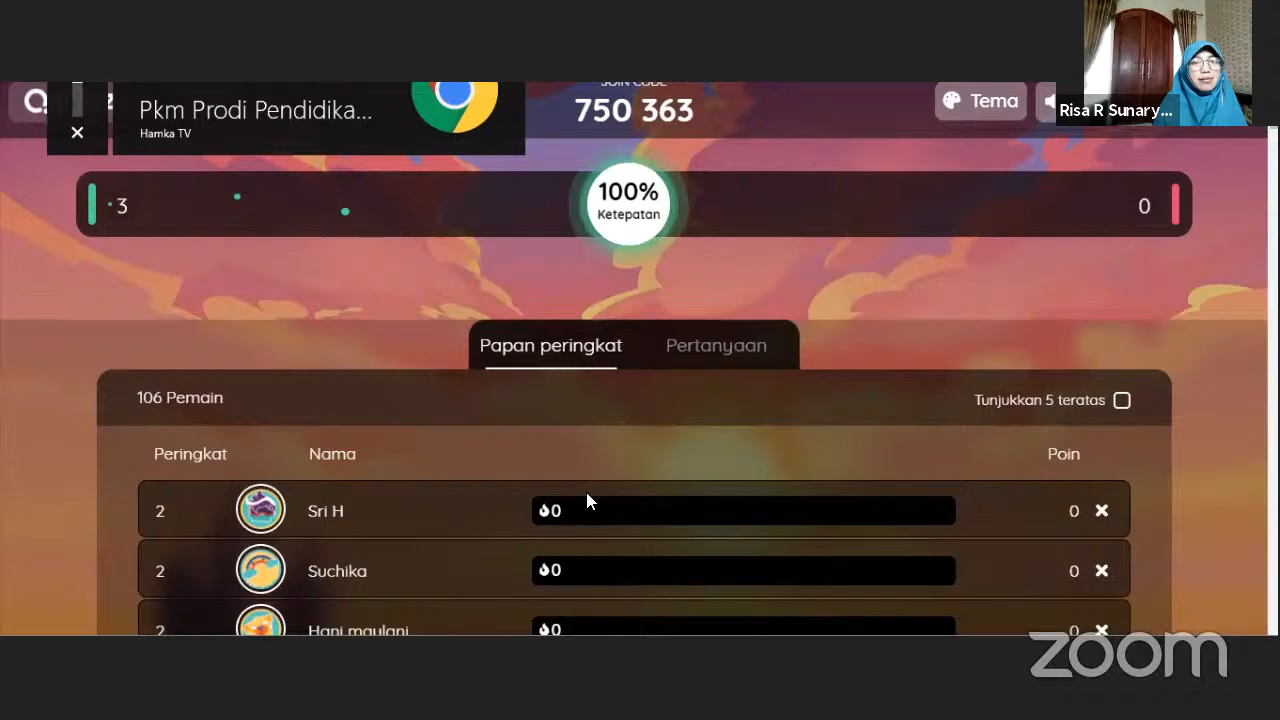 JOIN CODE
750 363
Tema
Pkm Prodi Pendidika...
Hamka TV
Risa R Sunary...
3
100%
Ketepatan
0
Papan peringkat
Pertanyaan
106 Pemain
Tunjukkan 5 teratas
Peringkat
Nama
Poin
2
Sri H
0
0
2
Suchika
0
0
2
Hani maulani
0
0
zoom